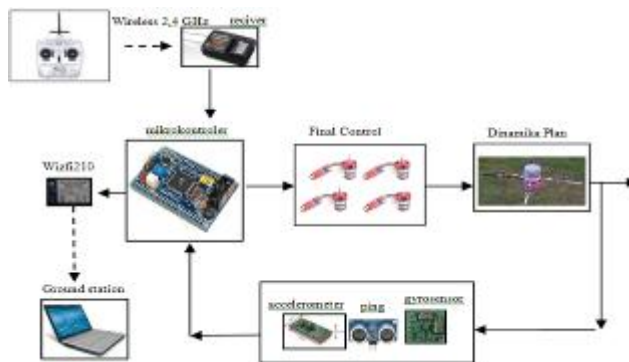 Wireless 2,4 GHz
reciver
mikrokontroler
Final Control
Dinamika Plan
Wizfi210
Ground station
accelerometer
ping
gyrosensor